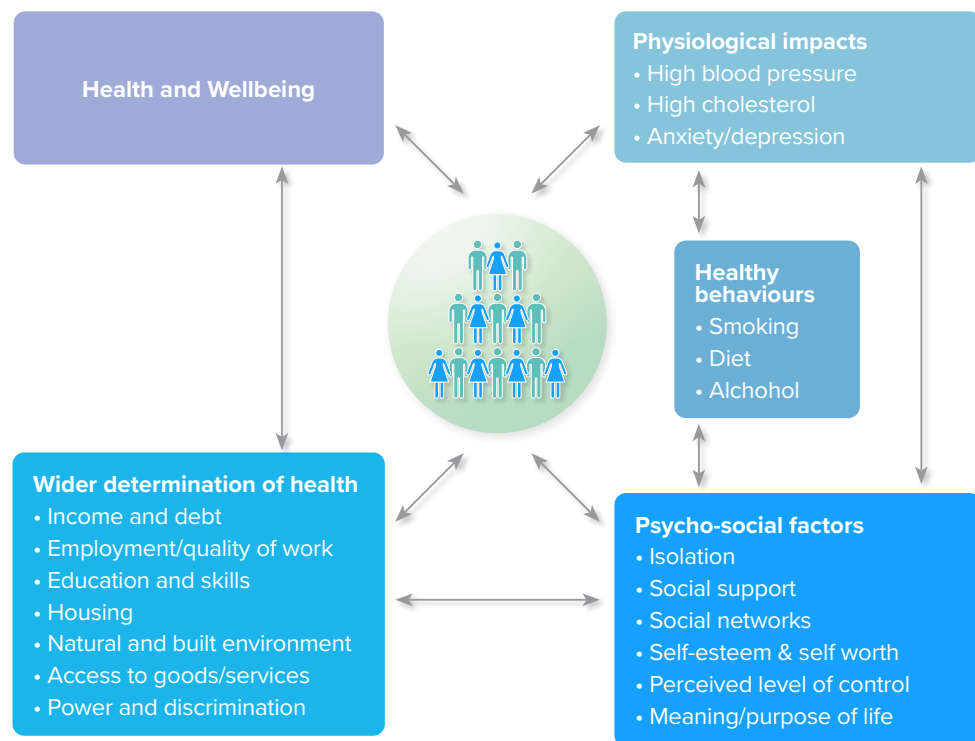 Health and Wellbeing
Physiological impacts
• High blood pressure
• High cholesterol
• Anxiety/depression
Healthy
behaviours
• Smoking
• Diet
• Alchohol
Wider determination of health
• Income and debt
• Employment/quality of work
• Education and skills
• Housing
• Natural and built environment
• Access to goods/services
• Power and discrimination
Psycho-social factors
• Isolation
• Social support
• Social networks
• Self-esteem & self worth
• Perceived level of control
• Meaning/purpose of life